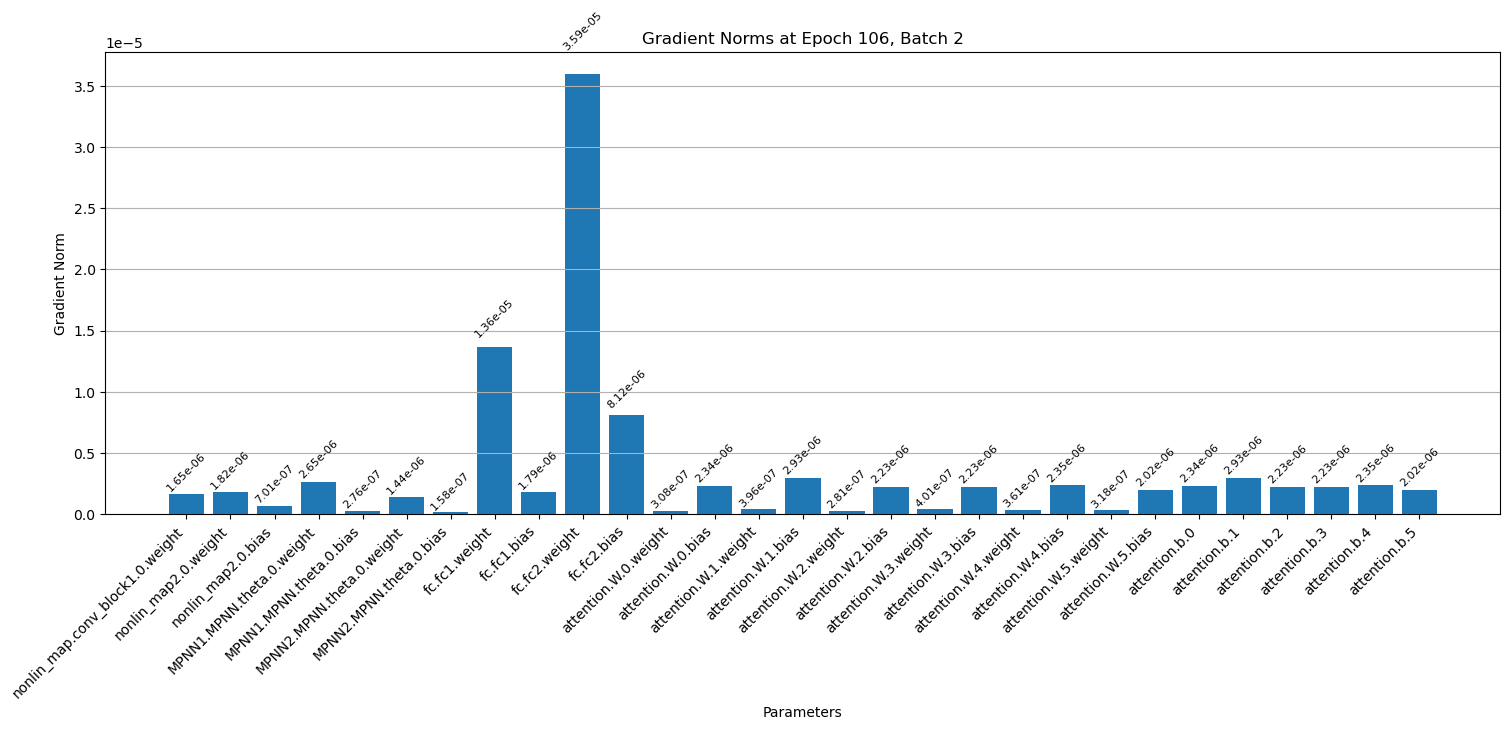 Gradient Norms at Epoch 106, Batch 2
1e−5
Gradient Norm
3.5
3.0
2.5
2.0
1.5
1.0
0.5
0.0
1.65e-06
1.82e-06
7.01e-07
2.65e-06
2.76e-07
1.44e-06
1.58e-07
1.36e-05
1.79e-06
3.59e-05
8.12e-06
3.08e-07
2.34e-06
3.96e-07
2.93e-06
2.81e-07
2.23e-06
4.01e-07
2.23e-06
3.61e-07
2.35e-06
3.18e-07
2.02e-06
2.34e-06
2.93e-06
2.23e-06
2.23e-06
2.35e-06
2.02e-06
nonlin_map.conv_block1.0.weight
nonlin_map2.0.weight
nonlin_map2.0.bias
MPNN1.MPNN.theta.0.weight
MPNN1.MPNN.theta.0.bias
MPNN2.MPNN.theta.0.weight
MPNN2.MPNN.theta.0.bias
fc.fc1.weight
fc.fc1.bias
fc.fc2.weight
fc.fc2.bias
attention.W.0.weight
attention.W.0.bias
attention.W.1.weight
attention.W.1.bias
attention.W.2.weight
attention.W.2.bias
attention.W.3.weight
attention.W.3.bias
attention.W.4.weight
attention.W.4.bias
attention.W.5.weight
attention.W.5.bias
attention.b.0
attention.b.1
attention.b.2
attention.b.3
attention.b.4
attention.b.5
Parameters